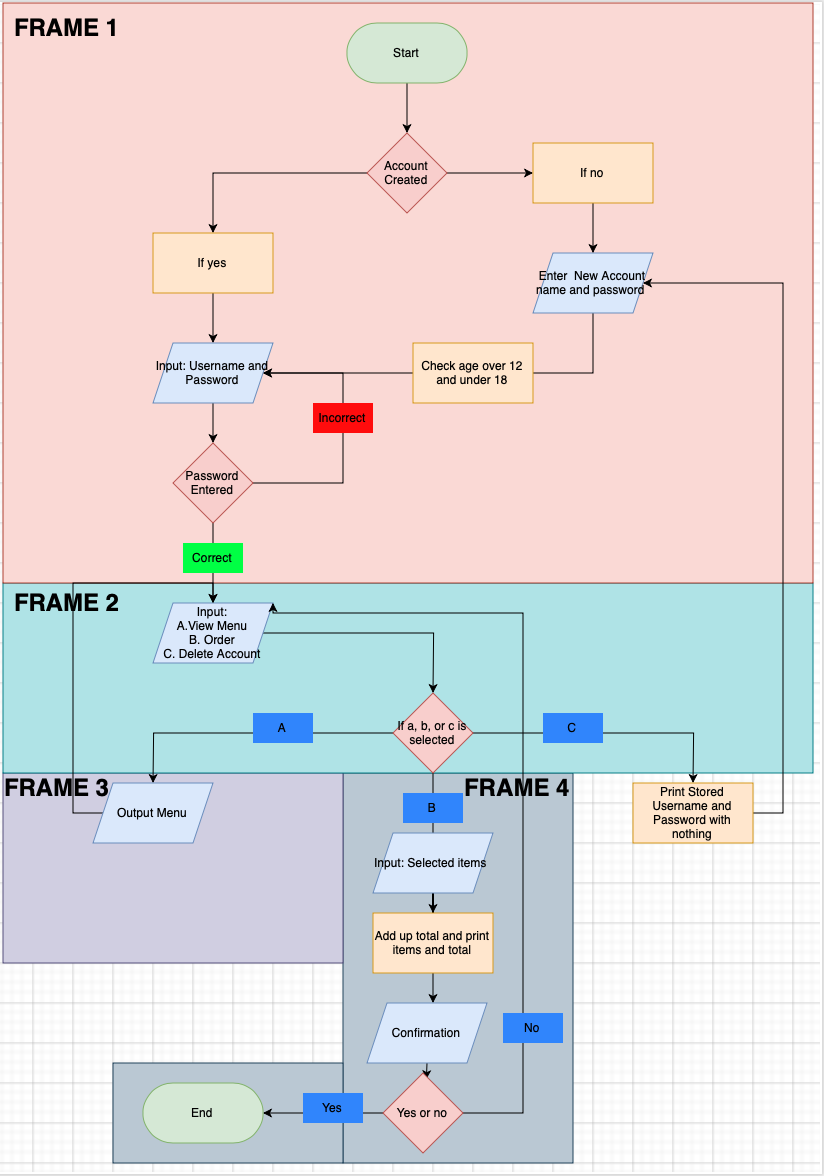 FRAME 1
Start
Account
Created
If no
If yes
Enter  New Account
name and password
Input: Username and
Password
Check age over 12
and under 18
Incorrect
Password
Entered
Correct
FRAME 2
Input:
A.View Menu
B. Order
C. Delete Account
A
If a, b, or c is
selected
C
FRAME 3
FRAME 4
Output Menu
B
Print Stored
Username and
Password with
nothing
Input: Selected items
Add up total and print
items and total
Confirmation
No
End
Yes
Yes or no